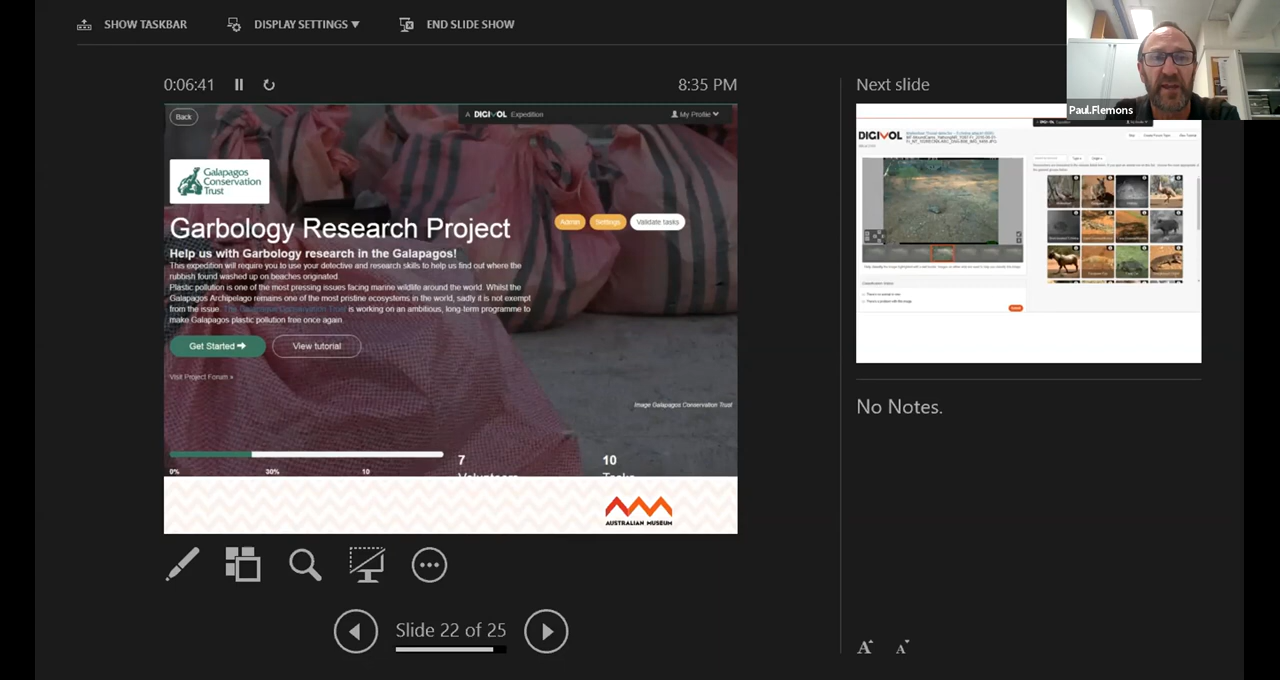 SHOW TASKBAR
DISPLAY SETTINGS ▼
END SLIDE SHOW
Paul.Flemons
0:06:41
8:35 PM
Next slide
Back
A DIGIVOL Expedition
My Profile
Galapagos
Conservation
Trust
Garbology Research Project
Admin
Settings
Validate tasks
Help us with Garbology research in the Galapagos!
This expedition will require you to use your detective and research skills to help us find out where the
rubbish found washed up on beaches originated.
Plastic pollution is one of the most pressing issues facing marine wildlife around the world. Whilst the
Galapagos Archipelago remains one of the most pristine ecosystems in the world, sadly it is not exempt
from the issue. The Galapagos Conservation Trust is working on an ambitious, long-term programme to
make Galapagos plastic pollution free once again.
Get Started
View tutorial
Visit Project Forum »
Image Galapagos Conservation Trust
0%
30%
10
7
Volunteers
10
Tasks
AUSTRALIAN MUSEUM
DIGIVOL
No Notes.
Slide 22 of 25
A
A